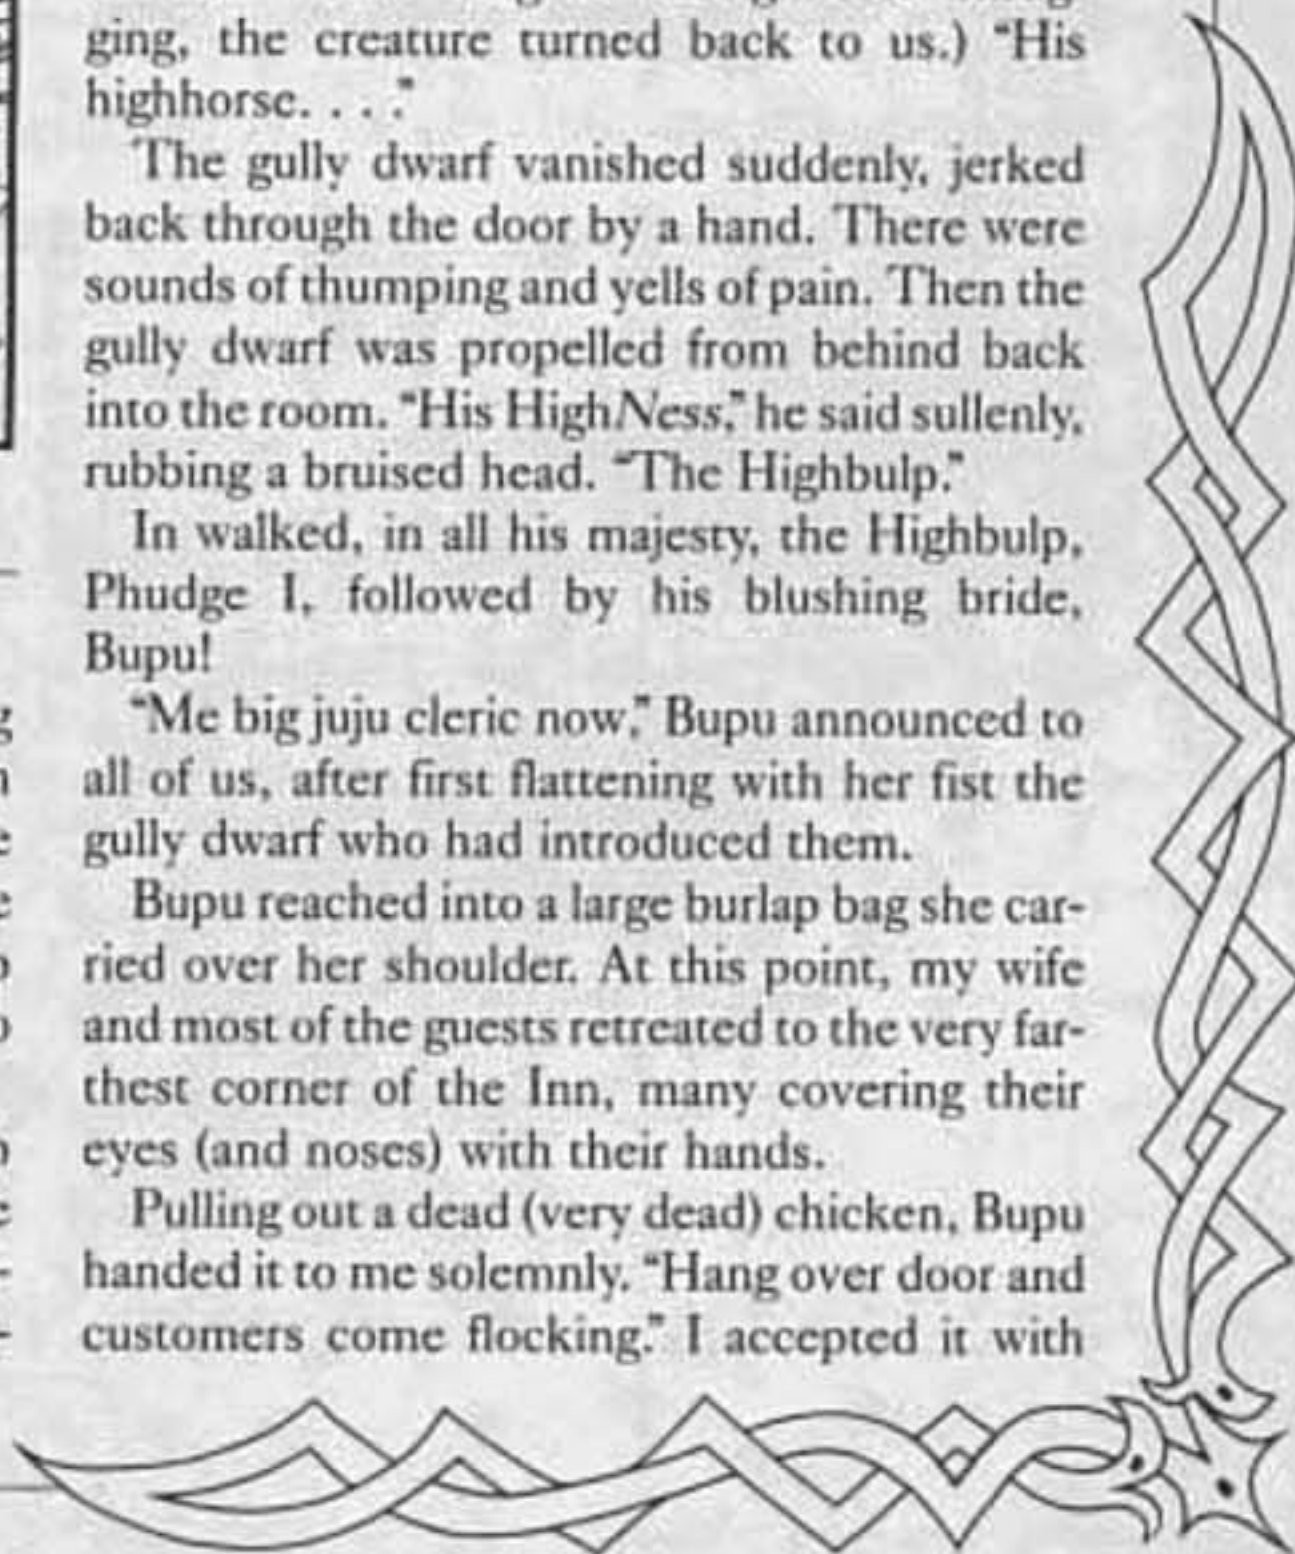 ging, the creature turned back to us.) "His
highhorse. . . ."
The gully dwarf vanished suddenly, jerked
back through the door by a hand. There were
sounds of thumping and yells of pain. Then the
gully dwarf was propelled from behind back
into the room. "His HighNess," he said sullenly,
rubbing a bruised head. "The Highbulp."
In walked, in all his majesty, the Highbulp,
Phudge I, followed by his blushing bride,
Bupu!
"Me big juju cleric now," Bupu announced to
all of us, after first flattening with her fist the
gully dwarf who had introduced them.
Bupu reached into a large burlap bag she car-
ried over her shoulder. At this point, my wife
and most of the guests retreated to the very far-
thest corner of the Inn, many covering their
eyes (and noses) with their hands.
Pulling out a dead (very dead) chicken, Bupu
handed it to me solemnly. "Hang over door and
customers come flocking." I accepted it with